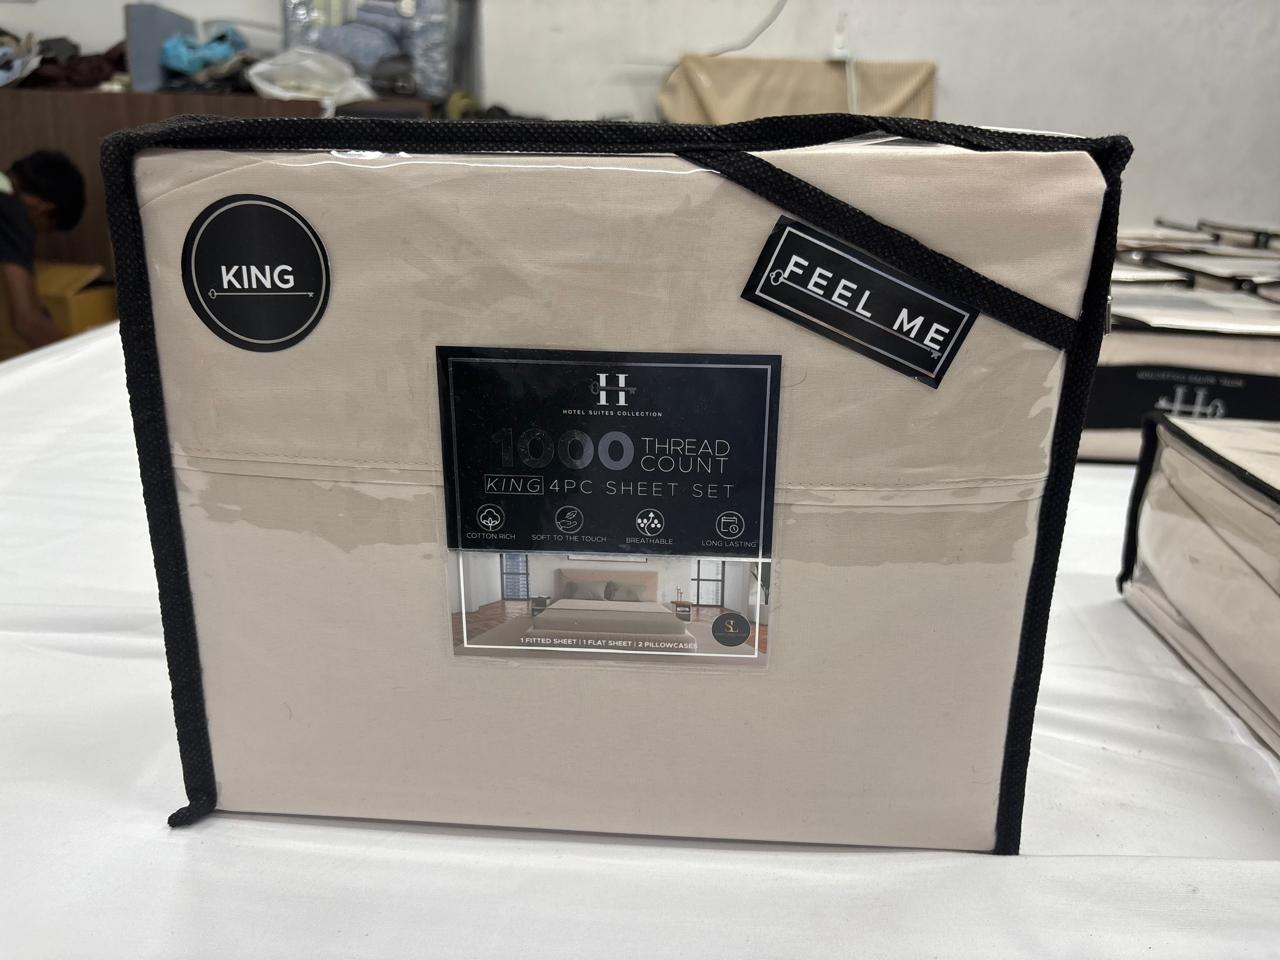 KING
FEEL ME
H
HOTEL SUITES COLLECTION
1000 THREAD COUNT
KING 4PC SHEET SET
COTTON RICH
SOFT TO THE TOUCH
BREATHABLE
LONG LASTING
1 FITTED SHEET | 1 FLAT SHEET | 2 PILLOWCASES
SL
H